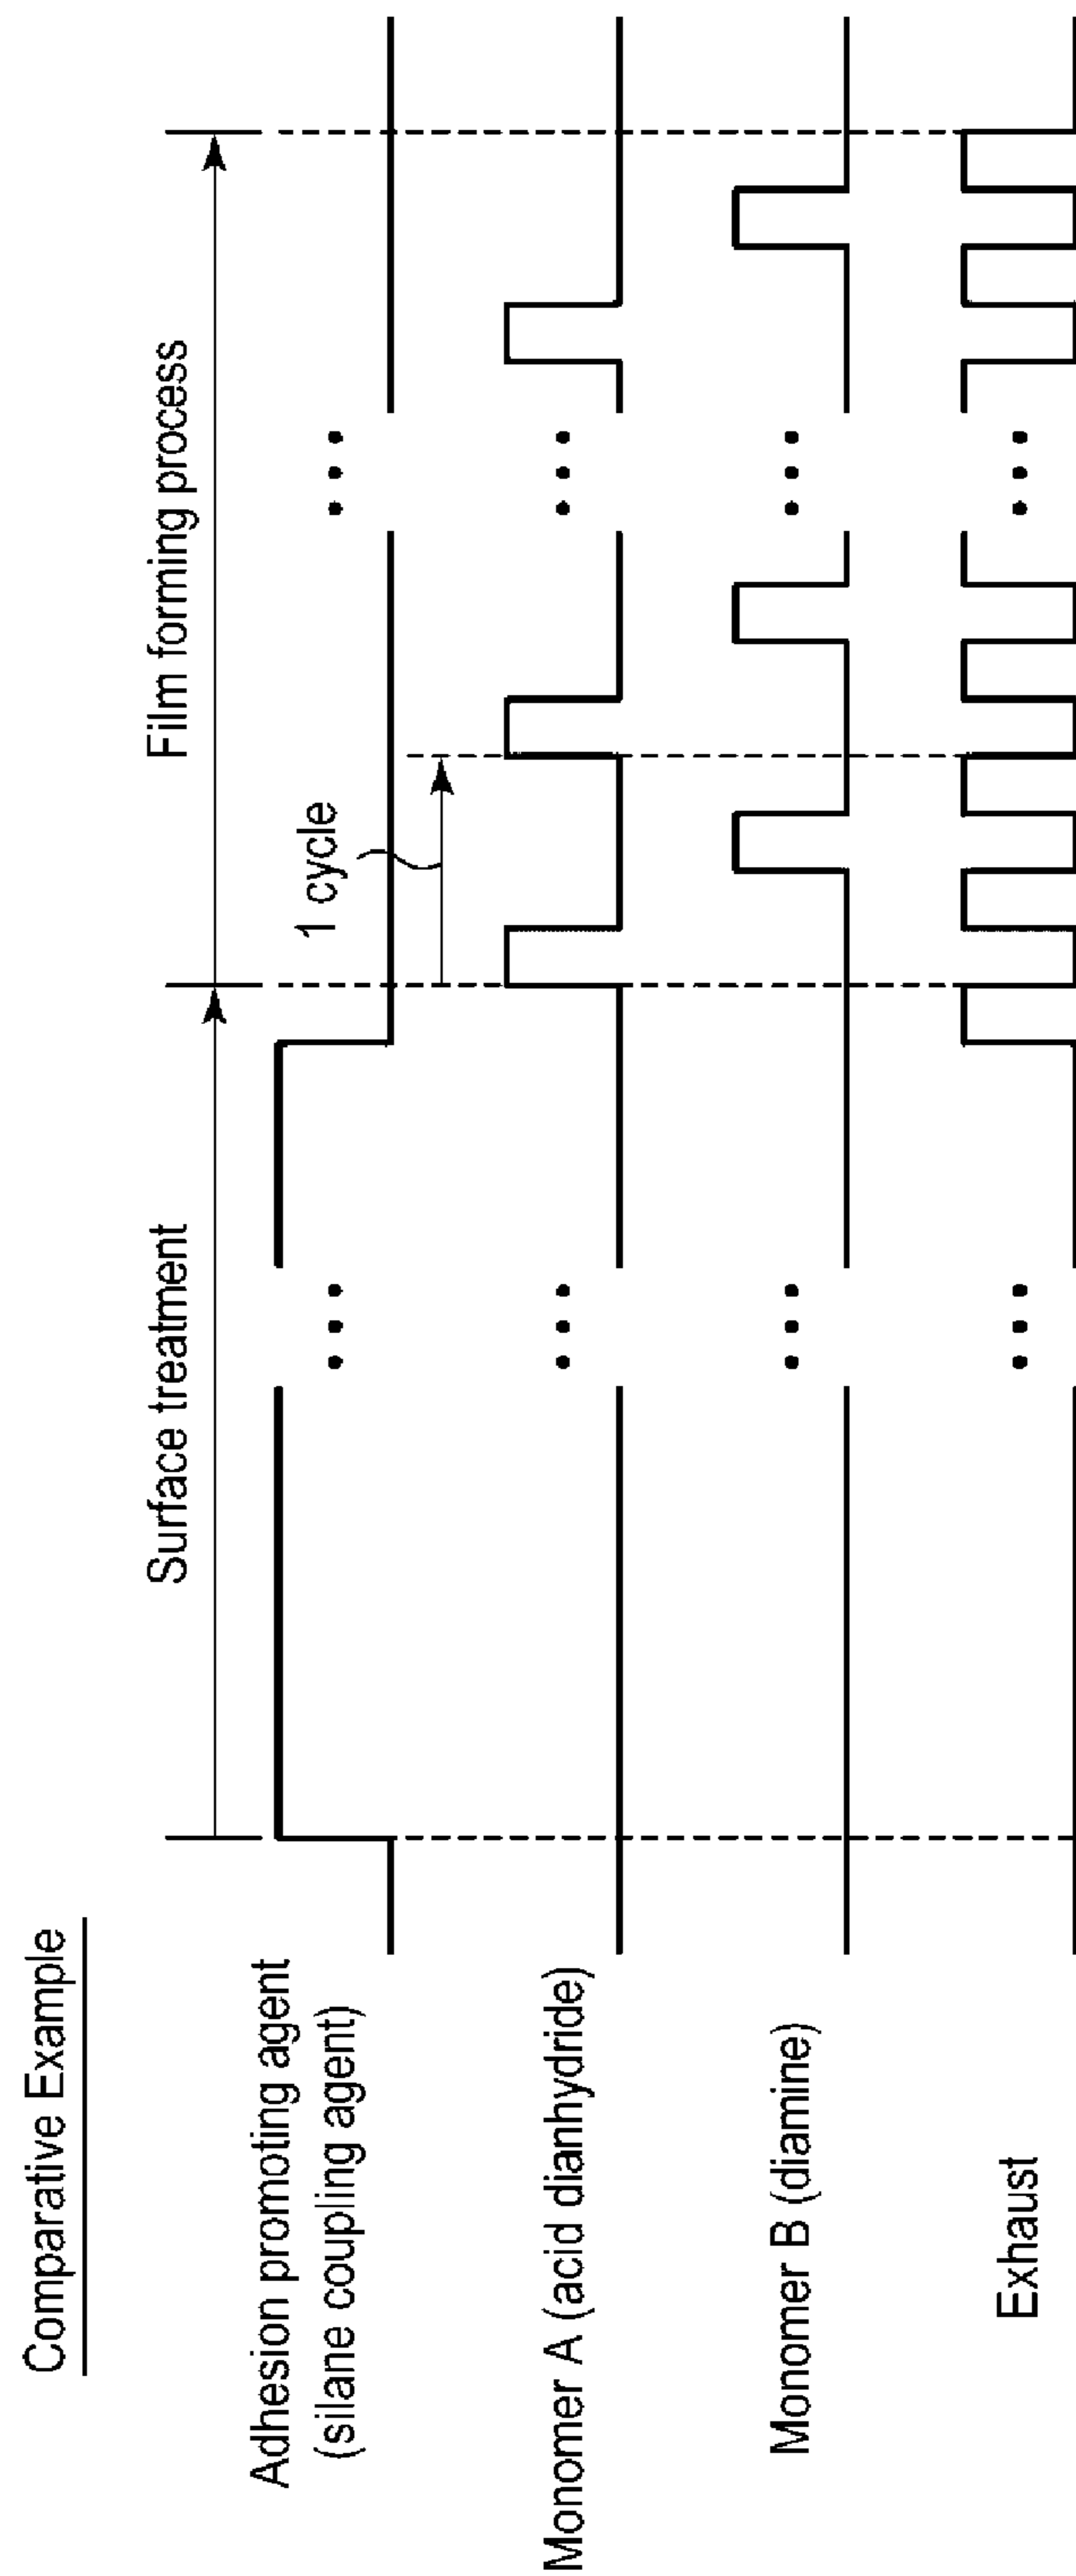 Comparative Example
Surface treatment
Film forming process
1 cycle
Adhesion promoting agent
(silane coupling agent)
Monomer A (acid dianhydride)
Monomer B (diamine)
Exhaust